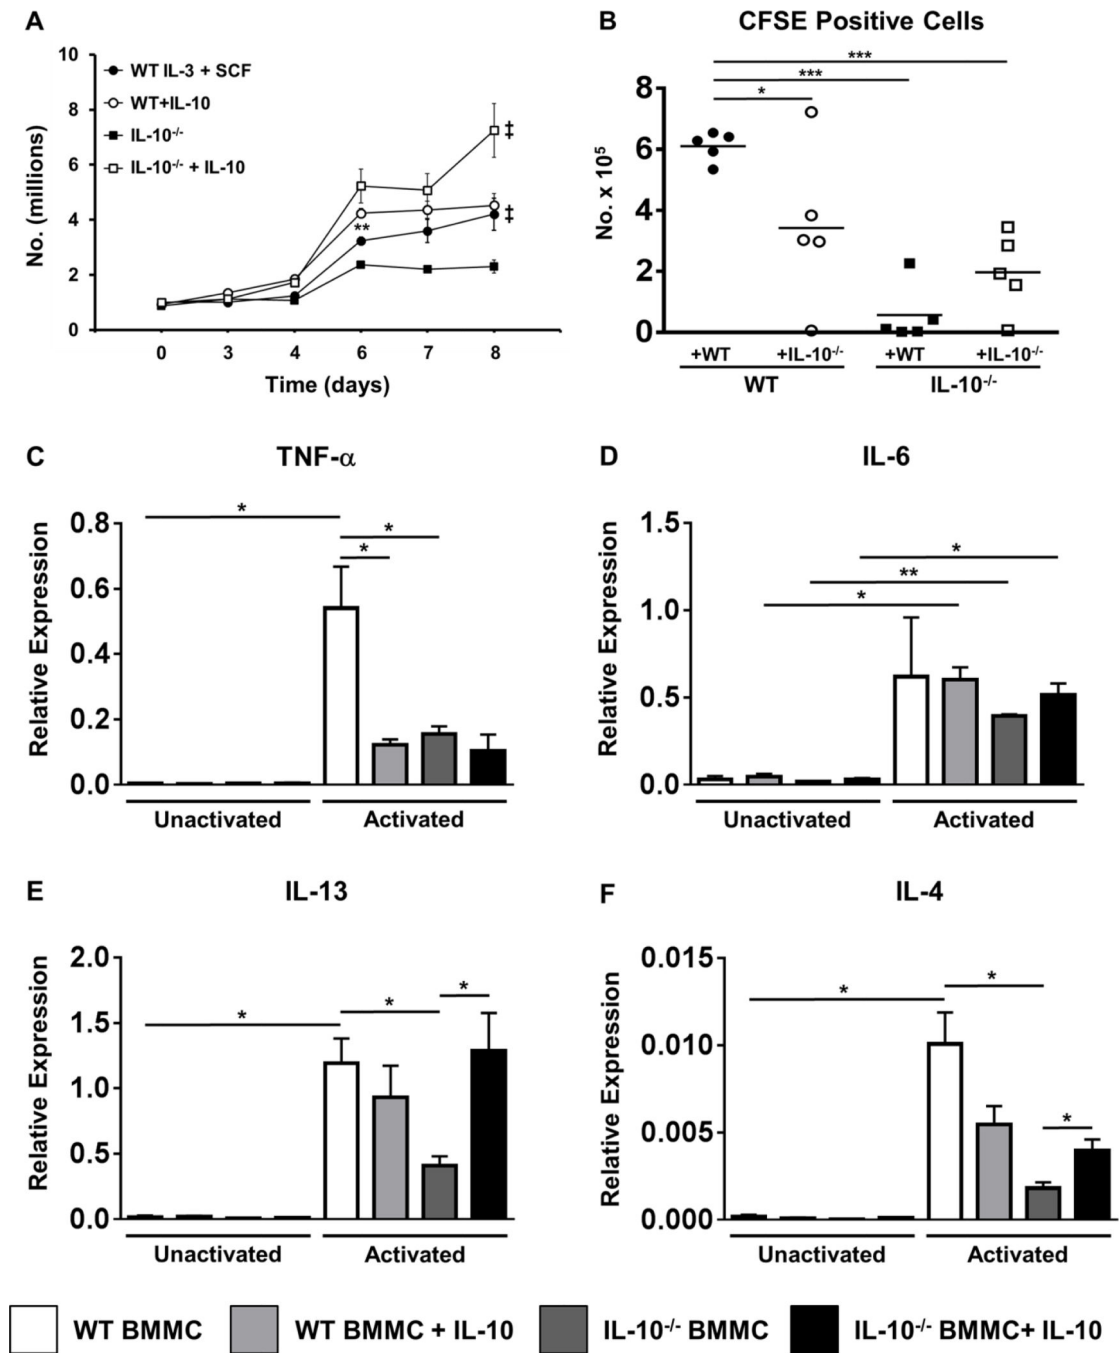 A
10
8
6
4
2
0
No. (millions)
WT IL-3 + SCF
WT+IL-10
IL-10-/-
IL-10-/- + IL-10
**
‡
‡
0 3 4 6 7 8
Time (days)
B CFSE Positive Cells
***
***
*
8
6
4
2
0
No. x 10⁵
+WT +IL-10-/- +WT +IL-10-/-
WT IL-10-/-
C TNF-α
0.8
0.6
0.4
0.2
0.0
Relative Expression
*
*
*
Unactivated Activated
D IL-6
1.5
1.0
0.5
0.0
Relative Expression
*
**
*
Unactivated Activated
E IL-13
2.0
1.5
1.0
0.5
0.0
Relative Expression
*
*
*
Unactivated Activated
F IL-4
0.015
0.010
0.005
0.000
Relative Expression
*
*
*
Unactivated Activated
WT BMMC WT BMMC + IL-10 IL-10-/- BMMC IL-10-/- BMMC+ IL-10